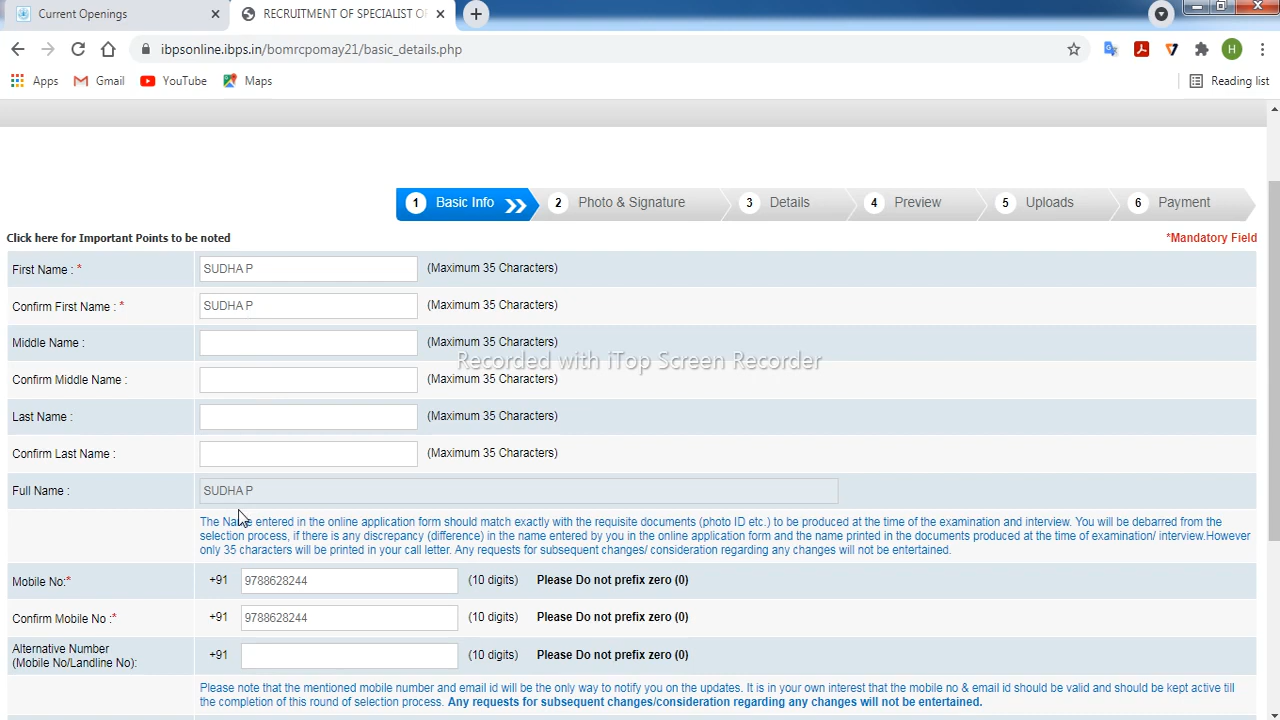 Current Openings
RECRUITMENT OF SPECIALIST OF
ibpsonline.ibps.in/bomrcpomay21/basic_details.php
H
Apps Gmail YouTube Maps Reading list
1 Basic Info 2 Photo & Signature 3 Details 4 Preview 5 Uploads 6 Payment
Click here for Important Points to be noted *Mandatory Field
First Name : * SUDHA P (Maximum 35 Characters)
Confirm First Name : * SUDHA P (Maximum 35 Characters)
Middle Name : (Maximum 35 Characters)
Recorded with iTop Screen Recorder
Confirm Middle Name : (Maximum 35 Characters)
Last Name : (Maximum 35 Characters)
Confirm Last Name : (Maximum 35 Characters)
Full Name : SUDHA P
The Name entered in the online application form should match exactly with the requisite documents (photo ID etc.) to be produced at the time of the examination and interview. You will be debarred from the
selection process, if there is any discrepancy (difference) in the name entered by you in the online application form and the name printed in the documents produced at the time of examination/ interview.However
only 35 characters will be printed in your call letter. Any requests for subsequent changes/ consideration regarding any changes will not be entertained.
Mobile No:* +91 9788628244 (10 digits) Please Do not prefix zero (0)
Confirm Mobile No :* +91 9788628244 (10 digits) Please Do not prefix zero (0)
Alternative Number
(Mobile No/Landline No): +91 (10 digits) Please Do not prefix zero (0)
Please note that the mentioned mobile number and email id will be the only way to notify you on the updates. It is in your own interest that the mobile no & email id should be valid and should be kept active till
the completion of this round of selection process. Any requests for subsequent changes/consideration regarding any changes will not be entertained.